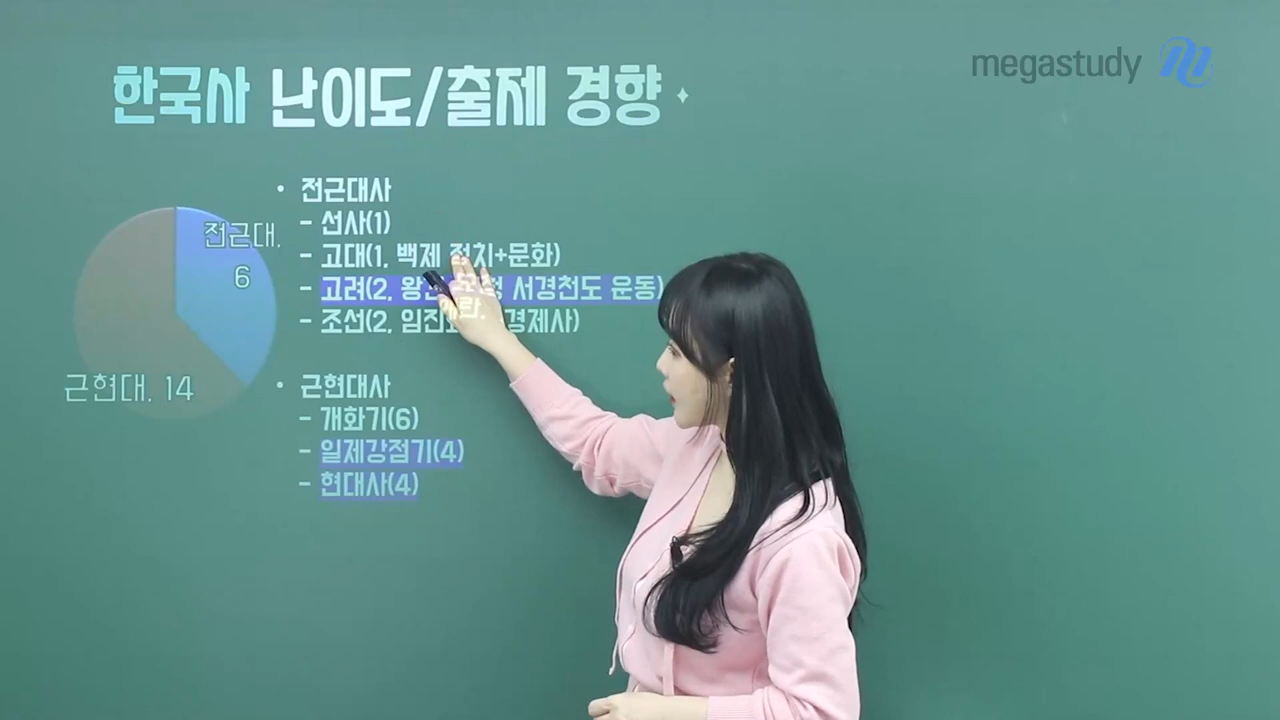 한국사 난이도/출제 경향
megastudy
• 전근대사
- 선사(1)
- 고대(1, 백제 정치+문화)
- 고려(2, 서경천도 운동)
- 조선(2, 경제사)
전근대,
6
근현대, 14
• 근현대사
- 개화기(6)
- 일제강점기(4)
- 현대사(4)